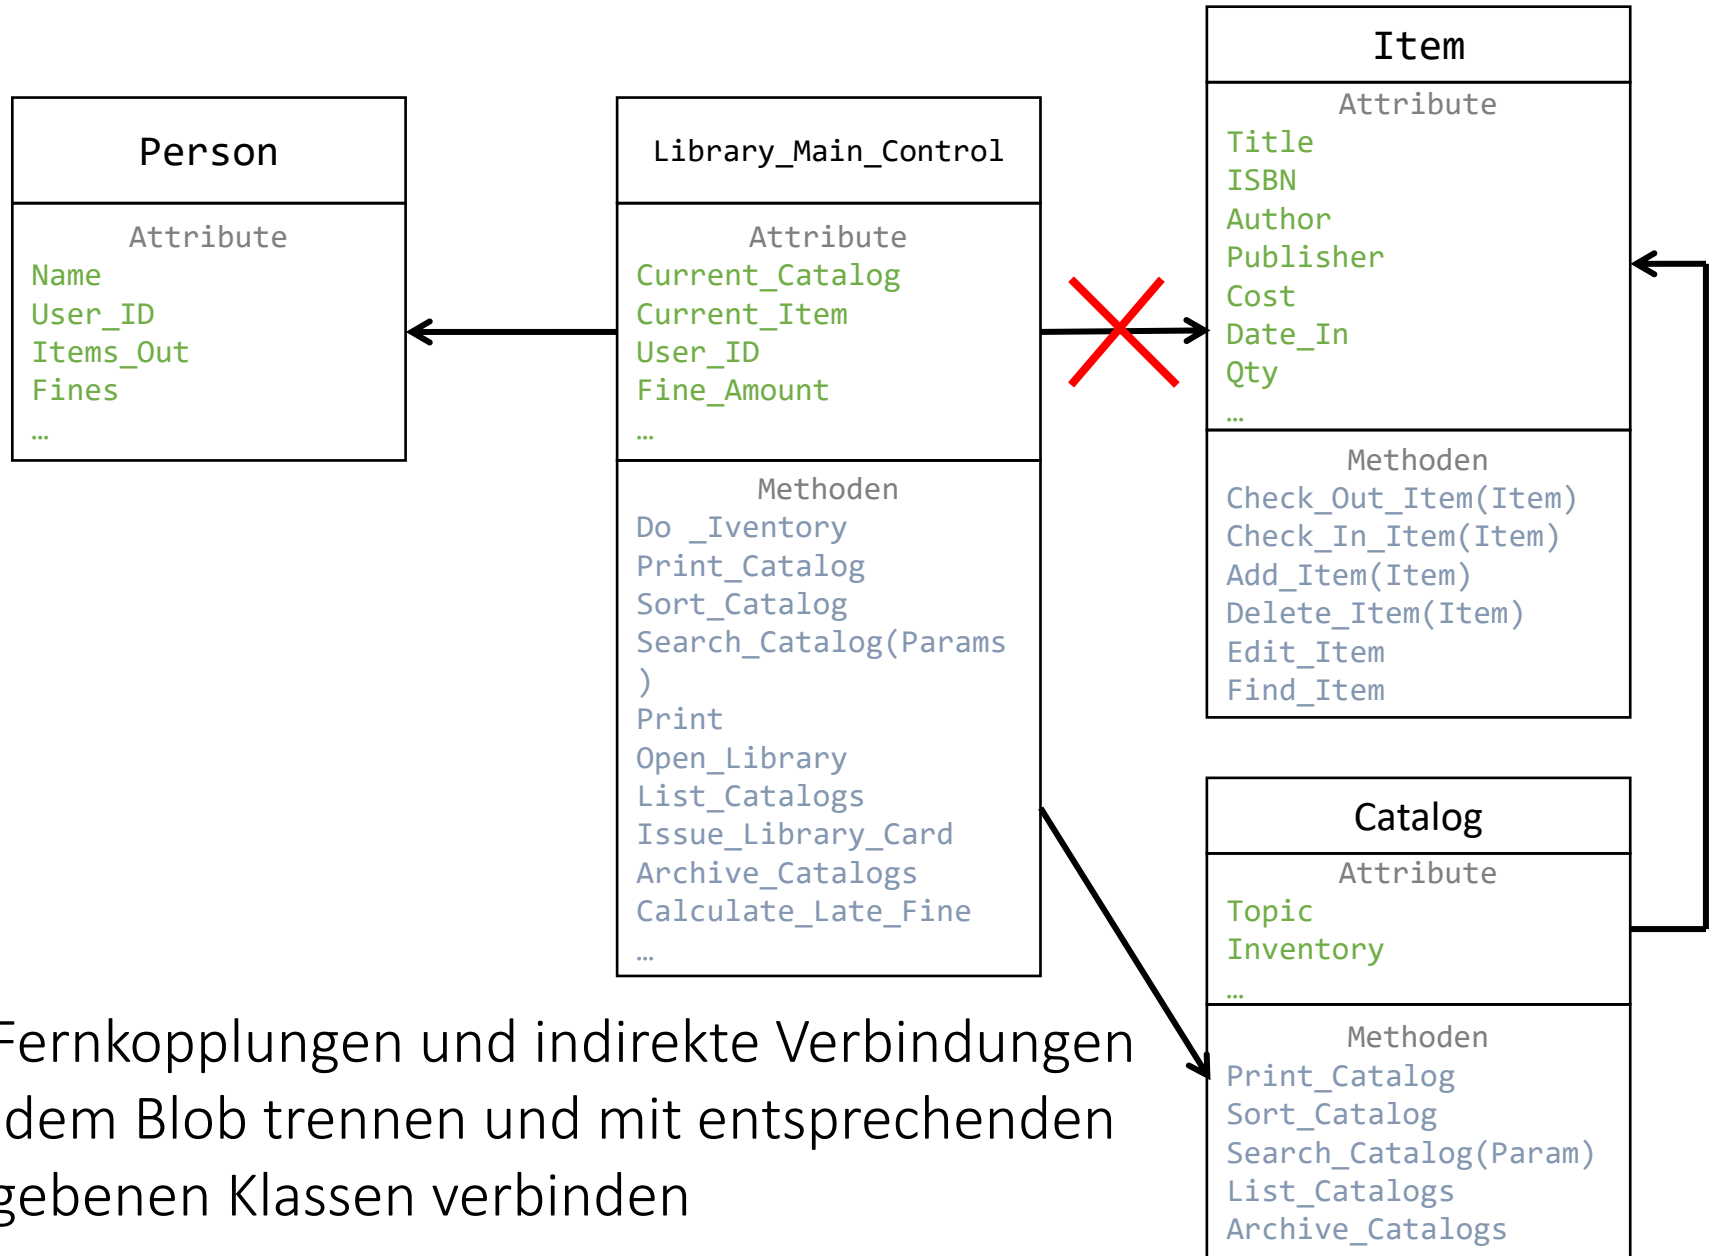 Person
Attribute
Name
User_ID
Items_Out
Fines
…
Library_Main_Control
Attribute
Current_Catalog
Current_Item
User_ID
Fine_Amount
…
Methoden
Do _Iventory
Print_Catalog
Sort_Catalog
Search_Catalog(Params
)
Print
Open_Library
List_Catalogs
Issue_Library_Card
Archive_Catalogs
Calculate_Late_Fine
…
Item
Attribute
Title
ISBN
Author
Publisher
Cost
Date_In
Qty
…
Methoden
Check_Out_Item(Item)
Check_In_Item(Item)
Add_Item(Item)
Delete_Item(Item)
Edit_Item
Find_Item
Catalog
Attribute
Topic
Inventory
…
Methoden
Print_Catalog
Sort_Catalog
Search_Catalog(Param)
List_Catalogs
Archive_Catalogs
Fernkopplungen und indirekte Verbindungen
dem Blob trennen und mit entsprechenden
gebenen Klassen verbinden